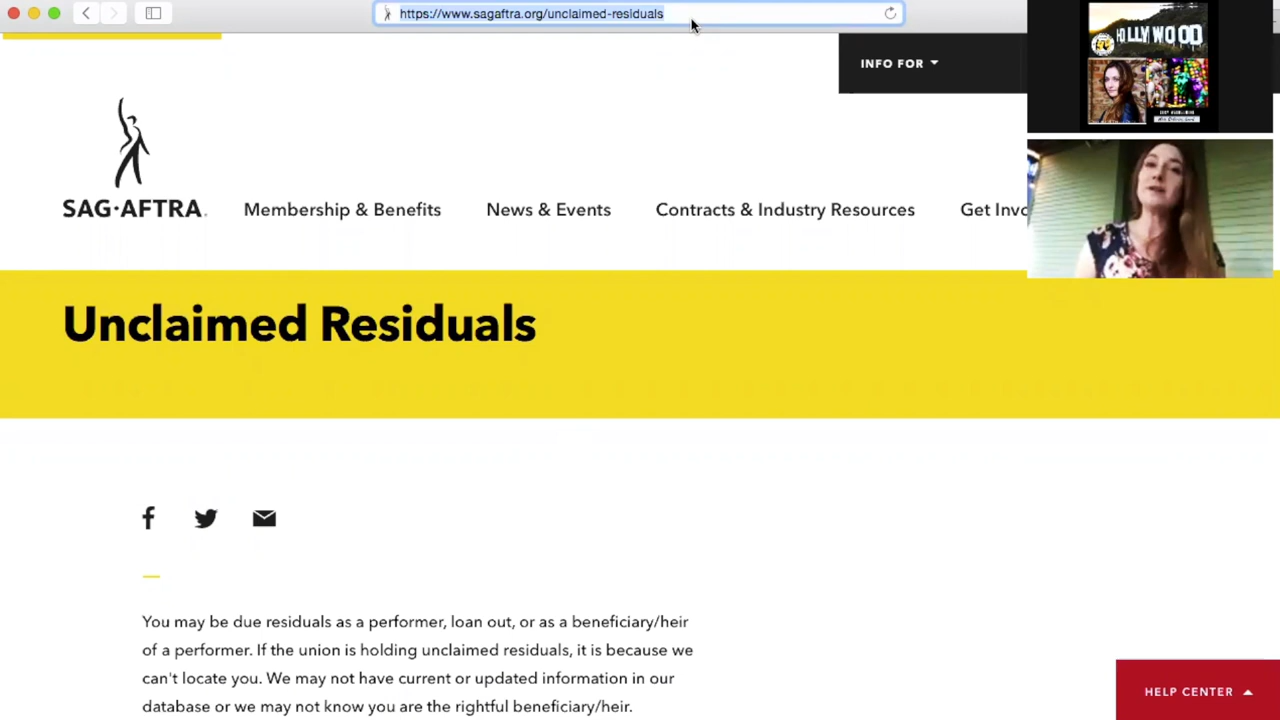 https://www.sagaftra.org/unclaimed-residuals
INFO FOR
HOLLYWOOD
SAG·AFTRA.
Membership & Benefits
News & Events
Contracts & Industry Resources
Get Invo
Unclaimed Residuals
You may be due residuals as a performer, loan out, or as a beneficiary/heir
of a performer. If the union is holding unclaimed residuals, it is because we
can't locate you. We may not have current or updated information in our
database or we may not know you are the rightful beneficiary/heir.
HELP CENTER